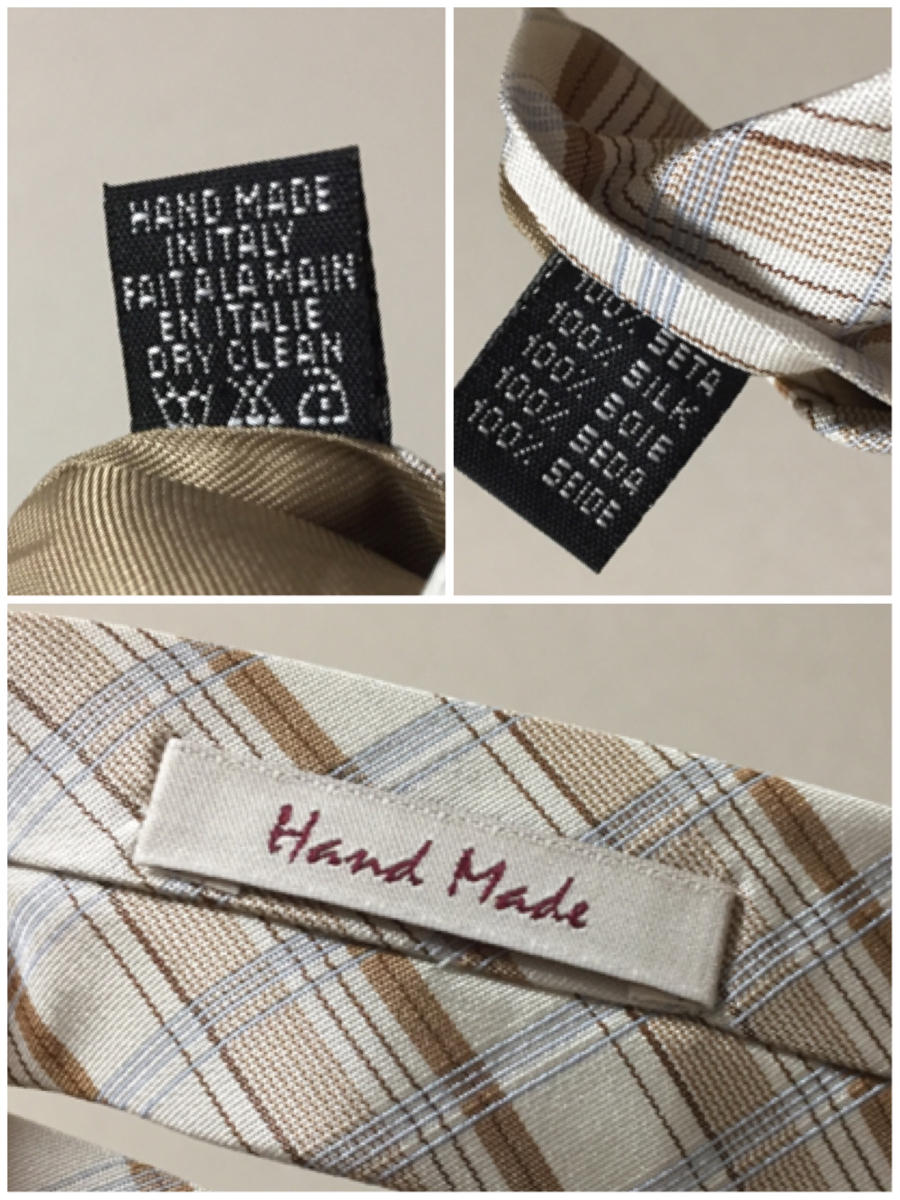 HAND MADE
IN ITALY
FAIT A LA MAIN
EN ITALIE
DRY CLEAN
100% SETA
100% SILK
100% SOIE
100% SEDA
100% SEIDE
Hand Made